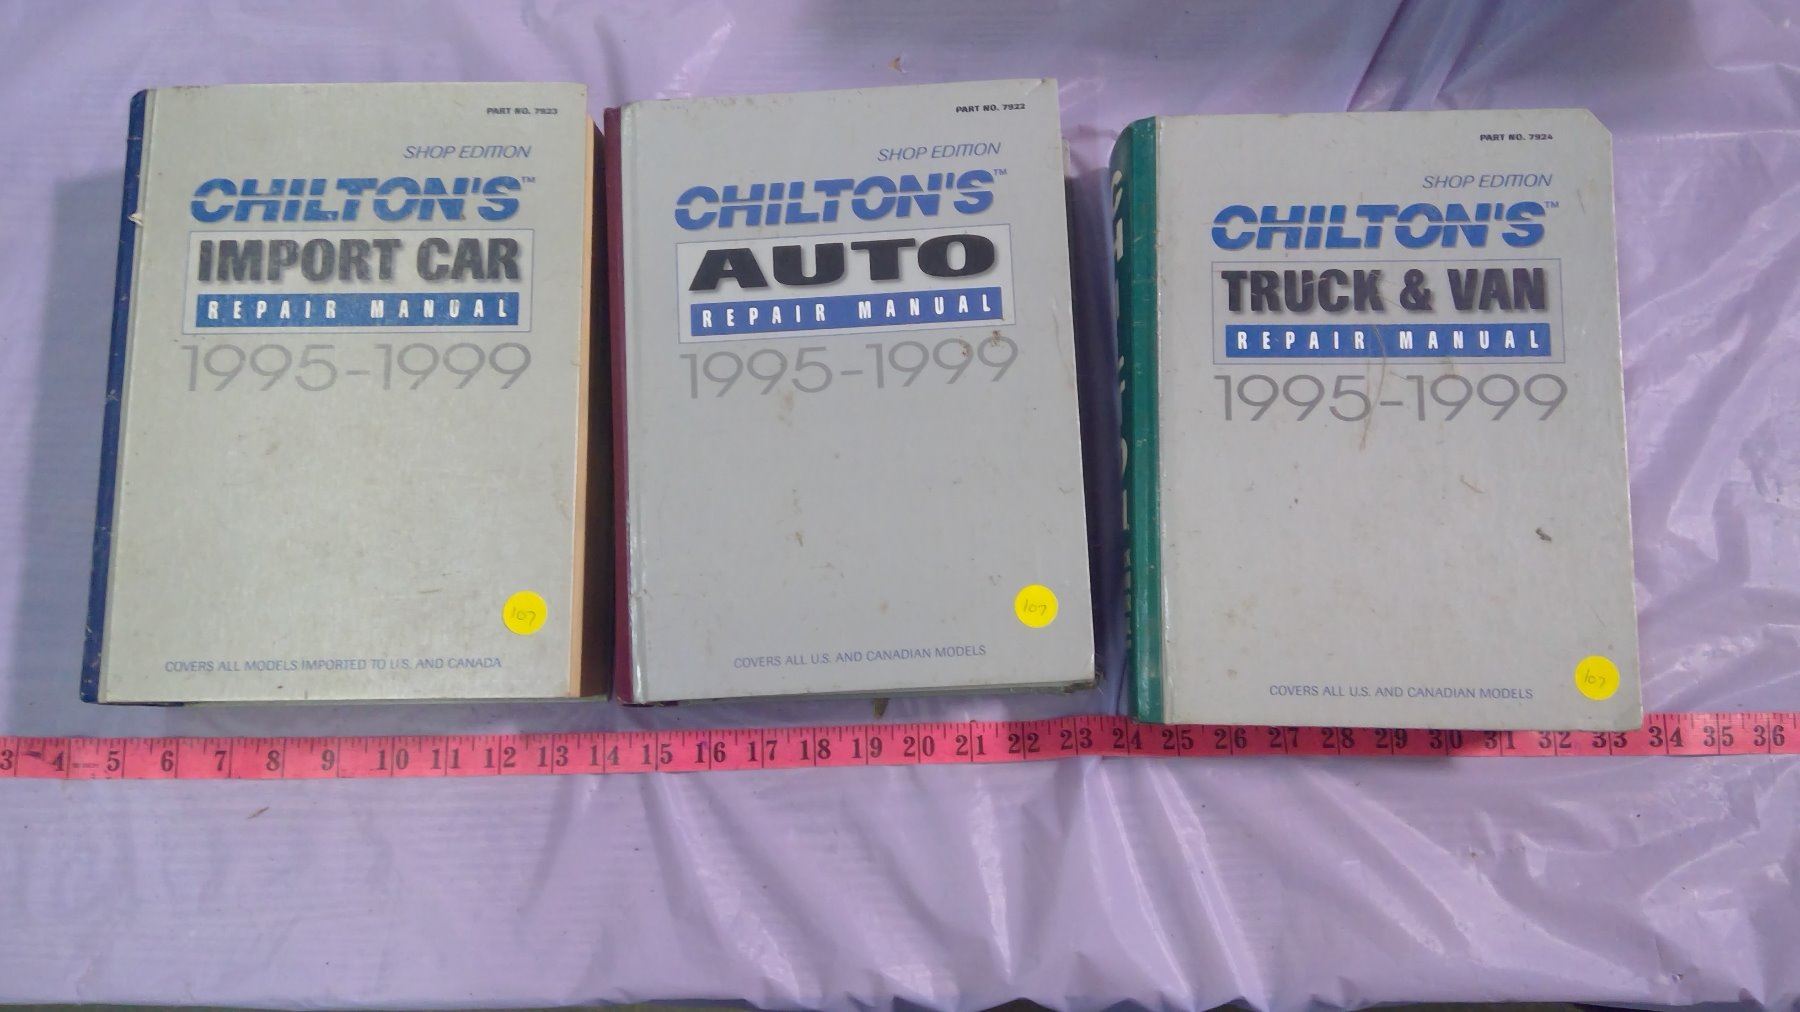 PART NO. 7923
SHOP EDITION
CHILTON'S™
IMPORT CAR
REPAIR MANUAL
1995-1999
107
COVERS ALL MODELS IMPORTED TO U.S. AND CANADA
PART NO. 7922
SHOP EDITION
CHILTON'S™
AUTO
REPAIR MANUAL
1995-1999
107
COVERS ALL U.S. AND CANADIAN MODELS
PART NO. 7924
SHOP EDITION
CHILTON'S™
TRUCK & VAN
REPAIR MANUAL
1995-1999
107
COVERS ALL U.S. AND CANADIAN MODELS
3 4 5 6 7 8 9 10 11 12 13 14 15 16 17 18 19 20 21 22 23 24 25 26 27 28 29 30 31 32 33 34 35 36